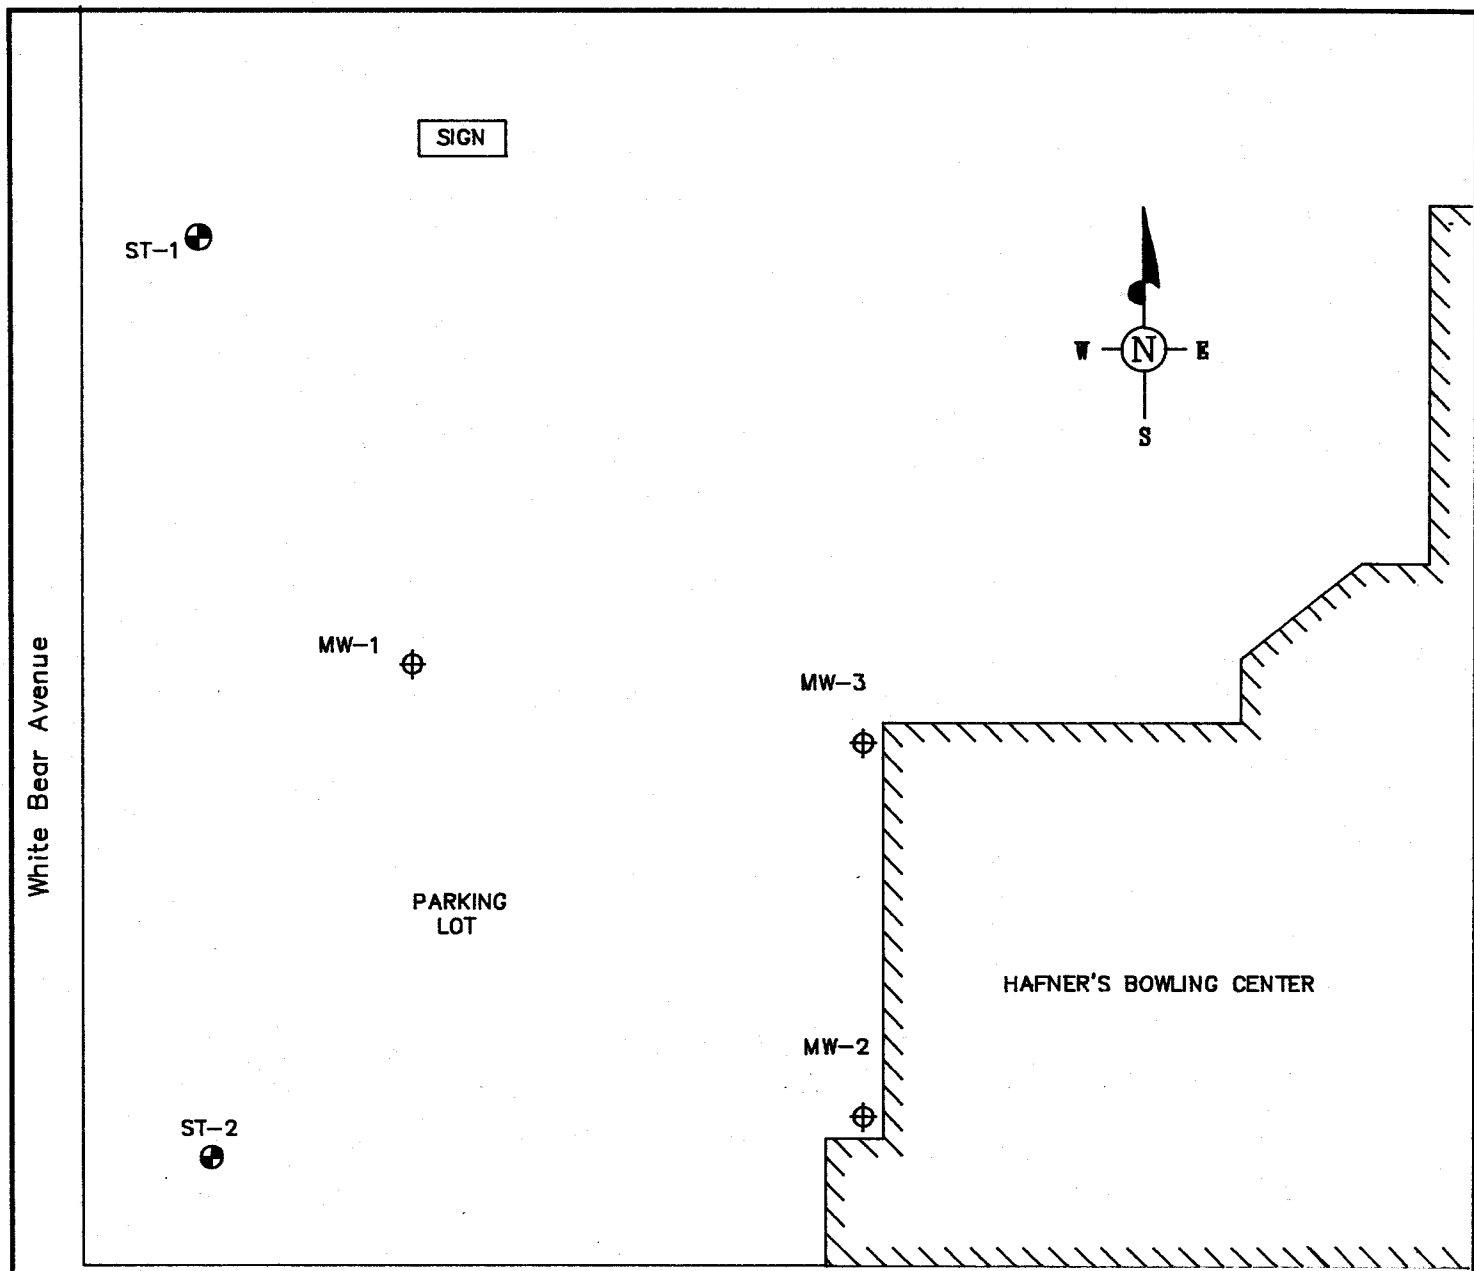 SIGN
ST-1
W N E
S
MW-1
MW-3
White Bear Avenue
PARKING
LOT
HAFNER'S BOWLING CENTER
MW-2
ST-2